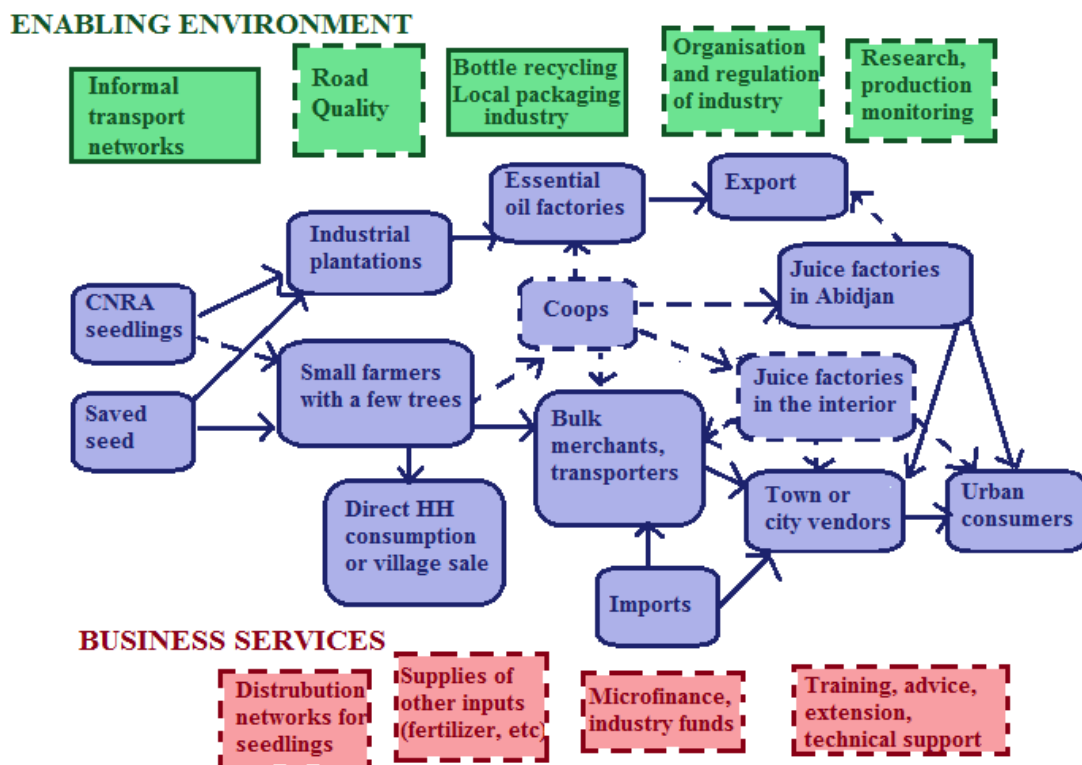 ENABLING ENVIRONMENT
Informal
transport
networks
Road
Quality
Bottle recycling
Local packaging
industry
Organisation
and regulation
of industry
Research,
production
monitoring
Essential
oil factories
Export
Industrial
plantations
Juice factories
in Abidjan
CNRA
seedlings
Coops
Small farmers
with a few trees
Juice factories
in the interior
Saved
seed
Bulk
merchants,
transporters
Direct HH
consumption
or village sale
Town or
city vendors
Urban
consumers
Imports
BUSINESS SERVICES
Distrubution
networks for
seedlings
Supplies of
other inputs
(fertilizer, etc)
Microfinance,
industry funds
Training, advice,
extension,
technical support